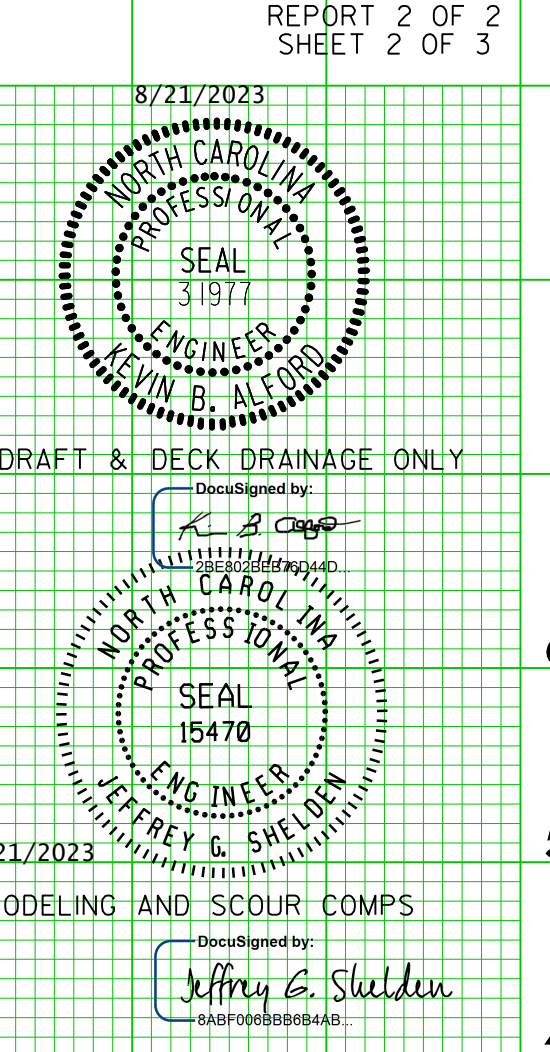 REPORT 2 OF 2
SHEET 2 OF 3
8/21/2023
NORTH CAROLINA
PROFESSIONAL
SEAL
31977
ENGINEER
KEVIN B. ALFORD
DRAFT & DECK DRAINAGE ONLY
DocuSigned by:
2BE802BEB76D44D...
NORTH CAROLINA
PROFESSIONAL
SEAL
15470
ENGINEER
JEFFREY G. SHELDEN
21/2023
ODELING AND SCOUR COMPS
DocuSigned by:
Jeffrey G. Shelden
8ABF006BBB6B4AB...